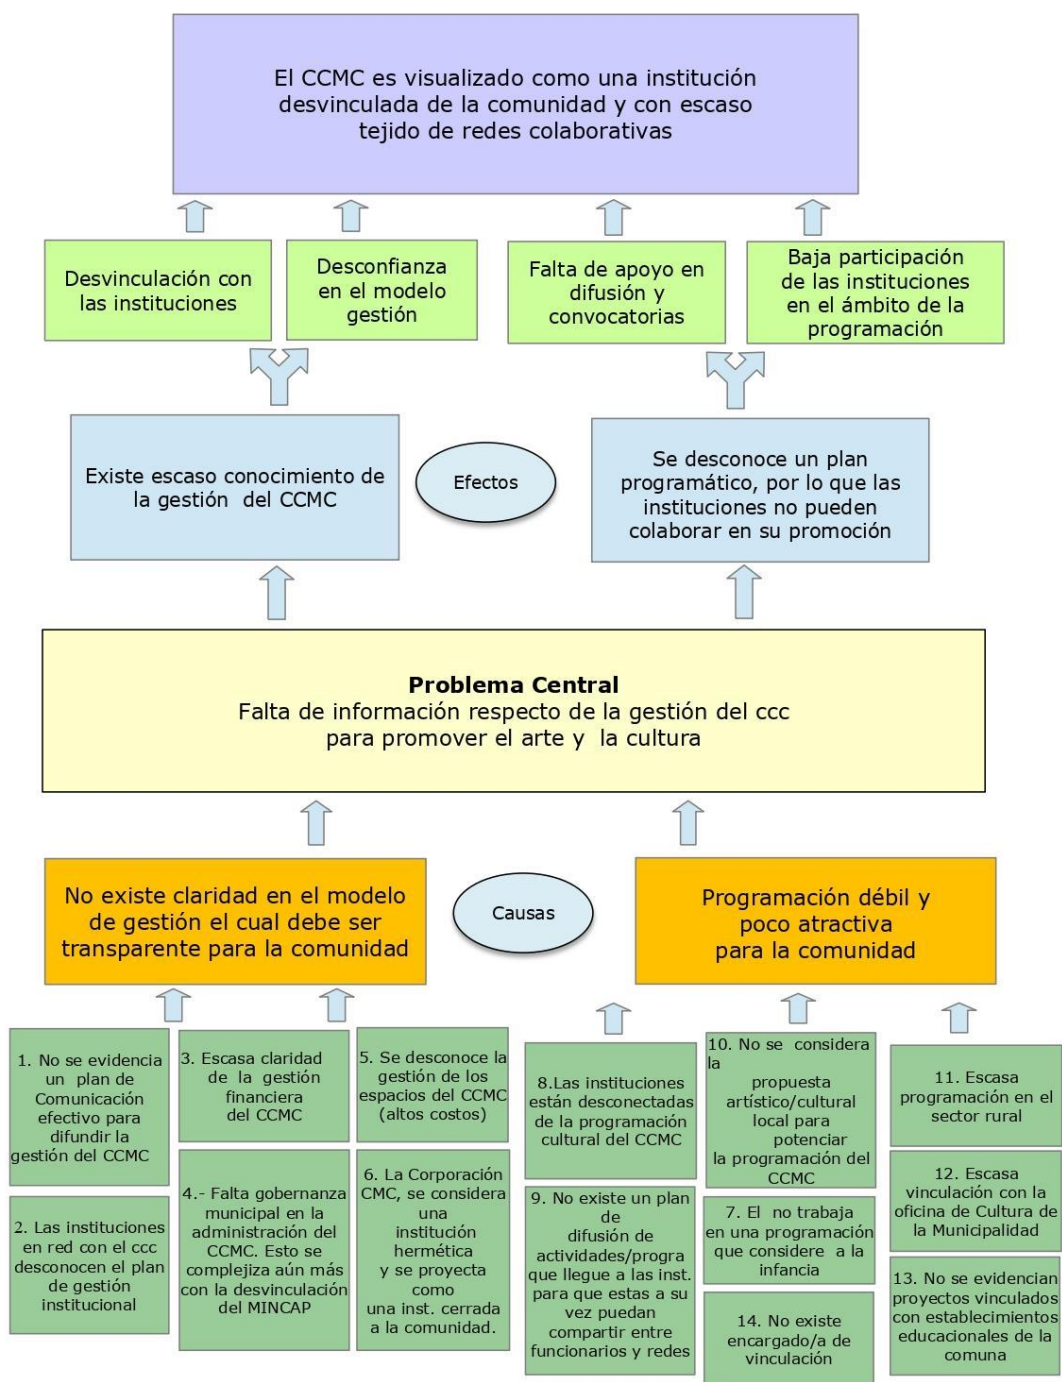 El CCMC es visualizado como una institución
desvinculada de la comunidad y con escaso
tejido de redes colaborativas
Desvinculación con
las instituciones
Desconfianza
en el modelo
gestión
Falta de apoyo en
difusión y
convocatorias
Baja participación
de las instituciones
en el ámbito de la
programación
Existe escaso conocimiento de
la gestión del CCMC
Efectos
Se desconoce un plan
programático, por lo que las
instituciones no pueden
colaborar en su promoción
Problema Central
Falta de información respecto de la gestión del ccc
para promover el arte y la cultura
No existe claridad en el modelo
de gestión el cual debe ser
transparente para la comunidad
Causas
Programación débil y
poco atractiva
para la comunidad
1. No se evidencia
un plan de
Comunicación
efectivo para
difundir la
gestión del CCMC
2. Las instituciones
en red con el ccc
desconocen el plan
de gestión
institucional
3. Escasa claridad
de la gestión
financiera
del CCMC
4.- Falta gobernanza
municipal en la
administración del
CCMC. Esto se
complejiza aún más
con la desvinculación
del MINCAP
5. Se desconoce la
gestión de los
espacios del CCMC
(altos costos)
6. La Corporación
CMC, se considera
una
institución
hermética
y se proyecta
como
una inst. cerrada
a la comunidad.
8.Las instituciones
están desconectadas
de la programación
cultural del CCMC
9. No existe un plan
de
difusión de
actividades/progra
que llegue a las inst.
para que estas a su
vez puedan
compartir entre
funcionarios y redes
10. No se considera
la
propuesta
artístico/cultural
local para
potenciar
la programación del
CCMC
7. El no trabaja
en una programación
que considere a la
infancia
14. No existe
encargado/a de
vinculación
11. Escasa
programación en el
sector rural
12. Escasa
vinculación con la
oficina de Cultura de
la Municipalidad
13. No se evidencian
proyectos vinculados
con establecimientos
educacionales de la
comuna